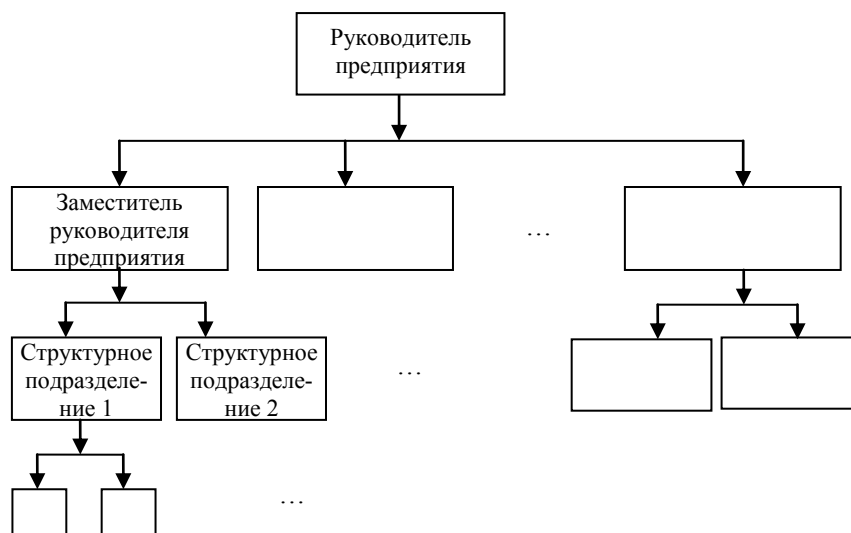 Руководитель
предприятия
Заместитель
руководителя
предприятия
…
Структурное
подразделе-
ние 1
Структурное
подразделе-
ние 2
…
…